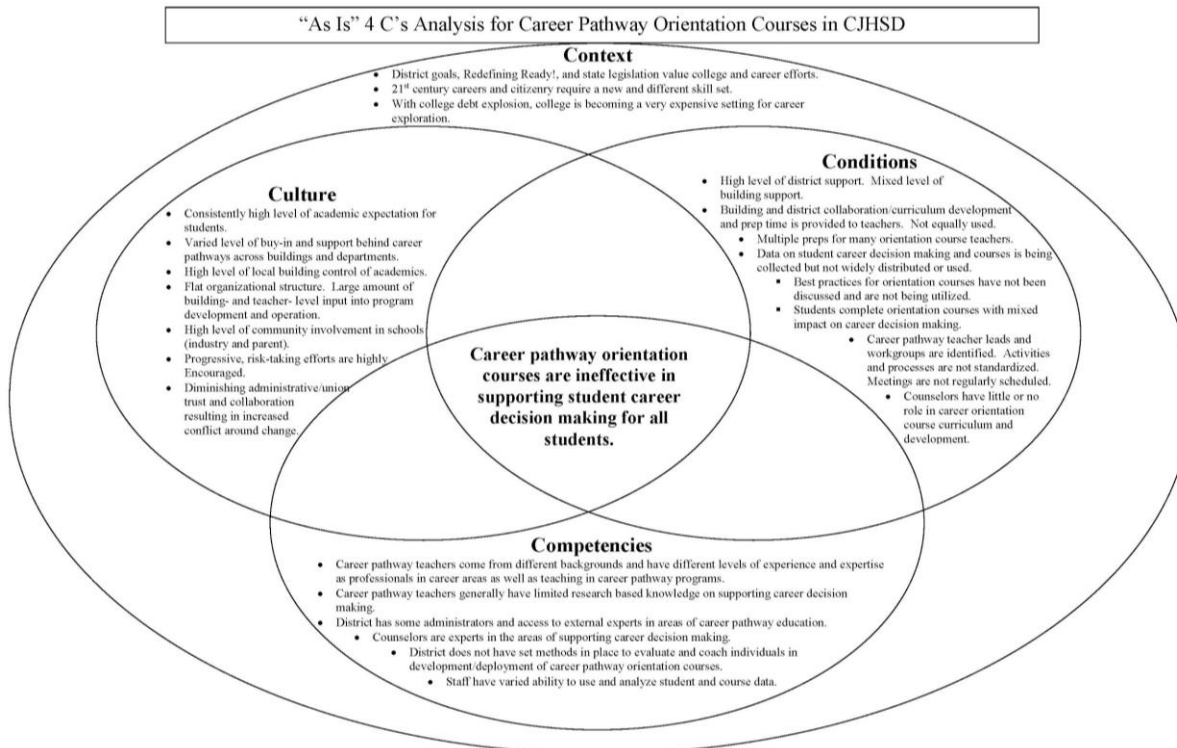 “As Is” 4 C’s Analysis for Career Pathway Orientation Courses in CJHSD
Context
• District goals, Redefining Ready!, and state legislation value college and career efforts.
• 21st century careers and citizenry require a new and different skill set.
• With college debt explosion, college is becoming a very expensive setting for career
exploration.
Culture
• Consistently high level of academic expectation for
students.
• Varied level of buy-in and support behind career
pathways across buildings and departments.
• High level of local building control of academics.
• Flat organizational structure. Large amount of
building- and teacher- level input into program
development and operation.
• High level of community involvement in schools
(industry and parent).
• Progressive, risk-taking efforts are highly
Encouraged.
• Diminishing administrative/union
trust and collaboration
resulting in increased
conflict around change.
Conditions
• High level of district support. Mixed level of
building support.
• Building and district collaboration/curriculum development
and prep time is provided to teachers. Not equally used.
• Multiple preps for many orientation course teachers.
• Data on student career decision making and courses is being
collected but not widely distributed or used.
▪ Best practices for orientation courses have not been
discussed and are not being utilized.
▪ Students complete orientation courses with mixed
impact on career decision making.
• Career pathway teacher leads and
workgroups are identified. Activities
and processes are not standardized.
Meetings are not regularly scheduled.
• Counselors have little or no
role in career orientation
course curriculum and
development.
Career pathway orientation
courses are ineffective in
supporting student career
decision making for all
students.
Competencies
• Career pathway teachers come from different backgrounds and have different levels of experience and expertise
as professionals in career areas as well as teaching in career pathway programs.
• Career pathway teachers generally have limited research based knowledge on supporting career decision
making.
• District has some administrators and access to external experts in areas of career pathway education.
• Counselors are experts in the areas of supporting career decision making.
• District does not have set methods in place to evaluate and coach individuals in
development/deployment of career pathway orientation courses.
• Staff have varied ability to use and analyze student and course data.